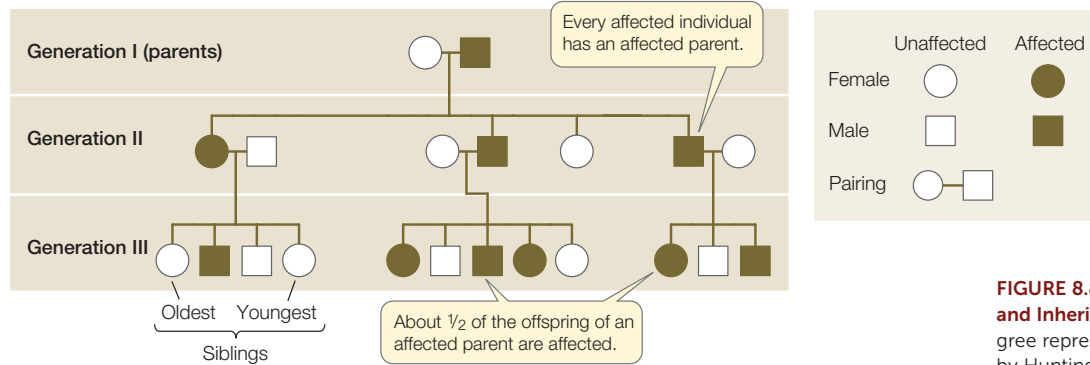 Generation I (parents)
Every affected individual
has an affected parent.
Generation II
Generation III
Oldest Youngest
Siblings
About 1/2 of the offspring of an
affected parent are affected.
Unaffected Affected
Female
Male
Pairing
FIGURE 8.
and Inheri
gree repre